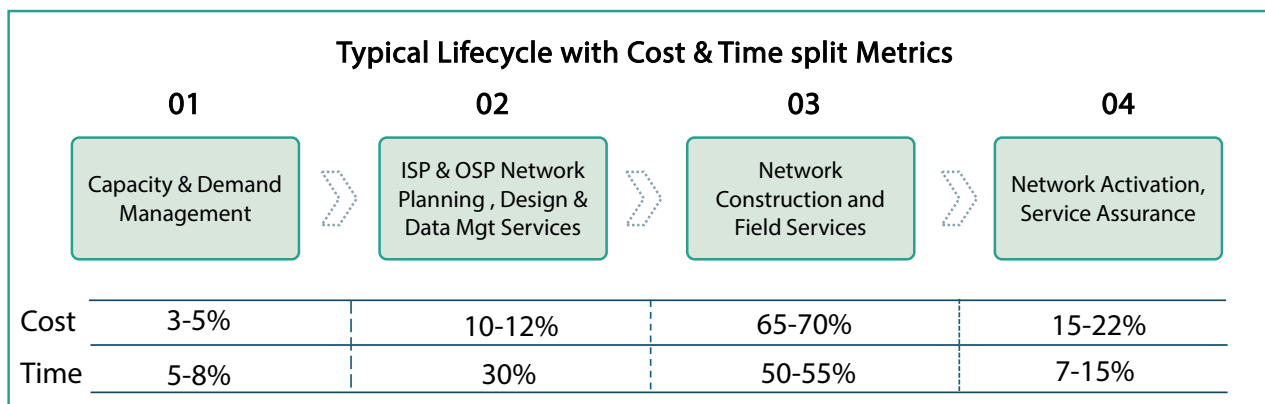 Typical Lifecycle with Cost & Time split Metrics
01 02 03 04
Capacity & Demand
Management
ISP & OSP Network
Planning , Design &
Data Mgt Services
Network
Construction and
Field Services
Network Activation,
Service Assurance
Cost 3-5% 10-12% 65-70% 15-22%
Time 5-8% 30% 50-55% 7-15%